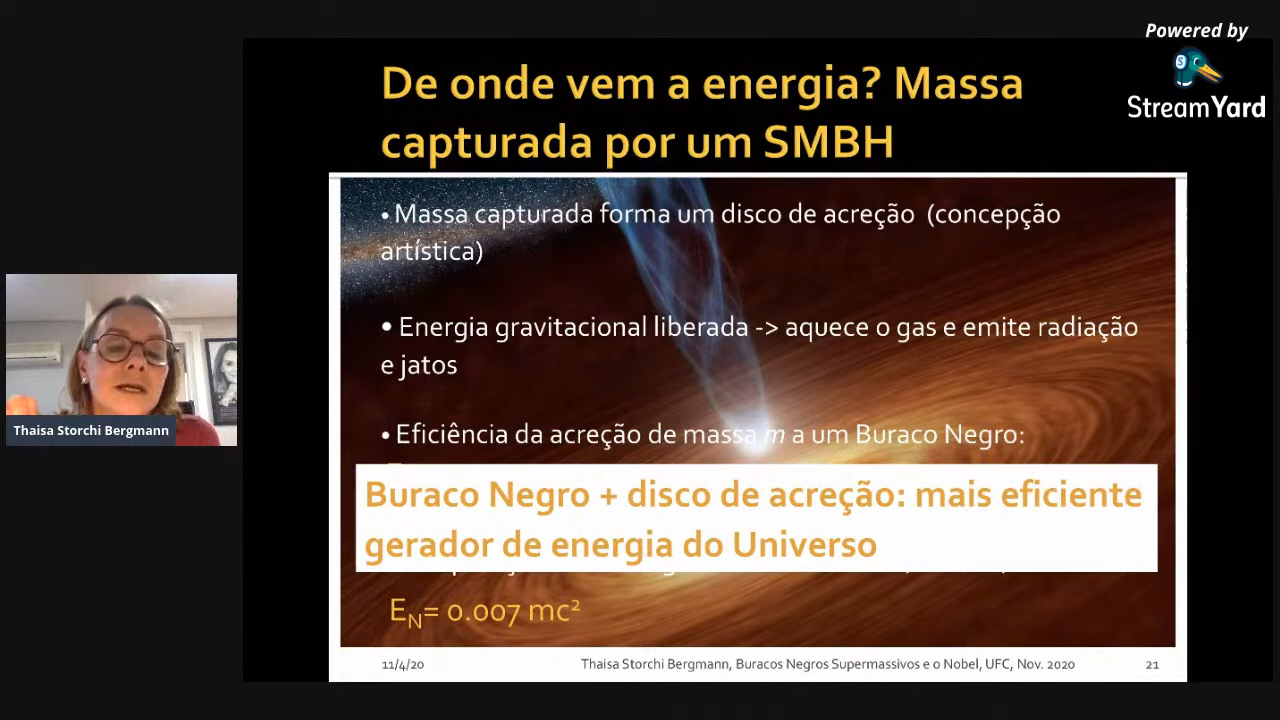 Powered by
StreamYard
De onde vem a energia? Massa
capturada por um SMBH
• Massa capturada forma um disco de acreção (concepção
artística)
• Energia gravitacional liberada -> aquece o gas e emite radiação
e jatos
• Eficiência da acreção de massa m a um Buraco Negro:
Buraco Negro + disco de acreção: mais eficiente
gerador de energia do Universo
E_N= 0.007 mc²
11/4/20 Thaisa Storchi Bergmann, Buracos Negros Supermassivos e o Nobel, UFC, Nov. 2020 21
Thaisa Storchi Bergmann